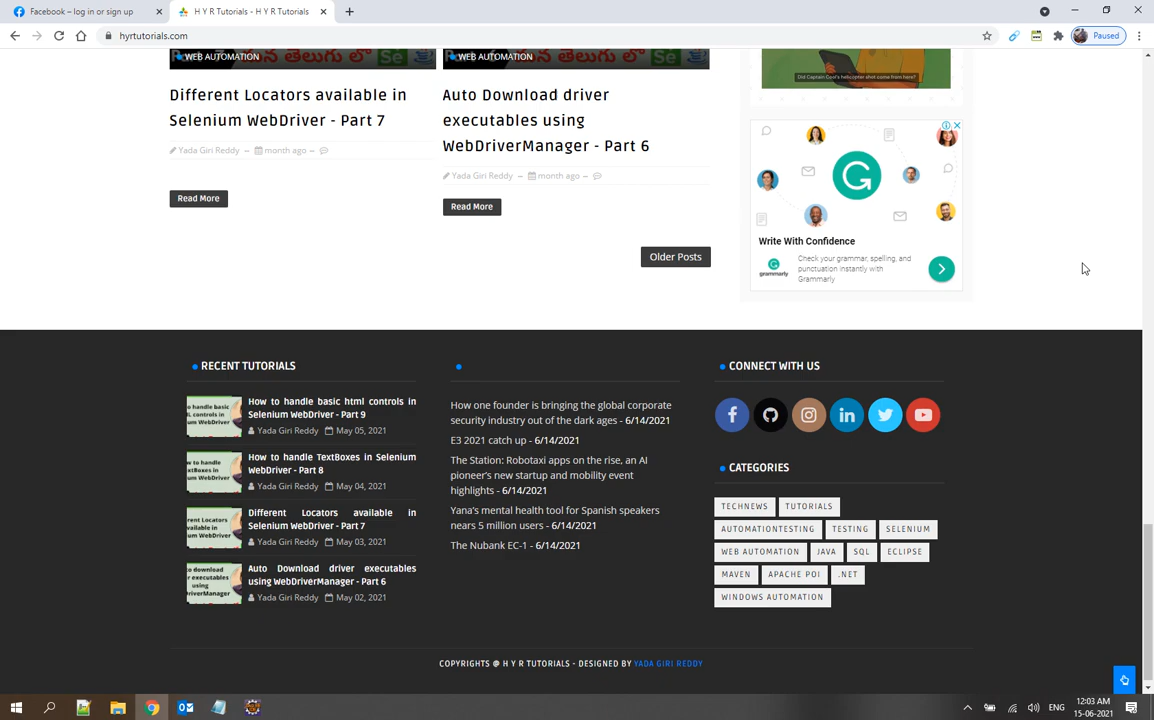 Facebook – log in or sign up
H Y R Tutorials - H Y R Tutorials
Paused
hyrtutorials.com
WEB AUTOMATION
WEB AUTOMATION
Different Locators available in
Selenium WebDriver - Part 7
Yada Giri Reddy – month ago –
Read More
Auto Download driver
executables using
WebDriverManager - Part 6
Yada Giri Reddy – month ago –
Read More
Older Posts
Did Captain Cool's helicopter shot come from here?
Write With Confidence
grammarly
Check your grammar, spelling, and
punctuation instantly with
Grammarly
RECENT TUTORIALS
How to handle basic html controls in
Selenium WebDriver - Part 9
Yada Giri Reddy May 05, 2021
How to handle TextBoxes in Selenium
WebDriver - Part 8
Yada Giri Reddy May 04, 2021
Different Locators available in
Selenium WebDriver - Part 7
Yada Giri Reddy May 03, 2021
Auto Download driver executables
using WebDriverManager - Part 6
Yada Giri Reddy May 02, 2021
How one founder is bringing the global corporate
security industry out of the dark ages - 6/14/2021
E3 2021 catch up - 6/14/2021
The Station: Robotaxi apps on the rise, an AI
pioneer's new startup and mobility event
highlights - 6/14/2021
Yana's mental health tool for Spanish speakers
nears 5 million users - 6/14/2021
The Nubank EC-1 - 6/14/2021
CONNECT WITH US
CATEGORIES
TECHNEWS TUTORIALS
AUTOMATIONTESTING TESTING SELENIUM
WEB AUTOMATION JAVA SQL ECLIPSE
MAVEN APACHE POI .NET
WINDOWS AUTOMATION
COPYRIGHTS @ H Y R TUTORIALS - DESIGNED BY YADA GIRI REDDY
ENG
12:03 AM
15-06-2021